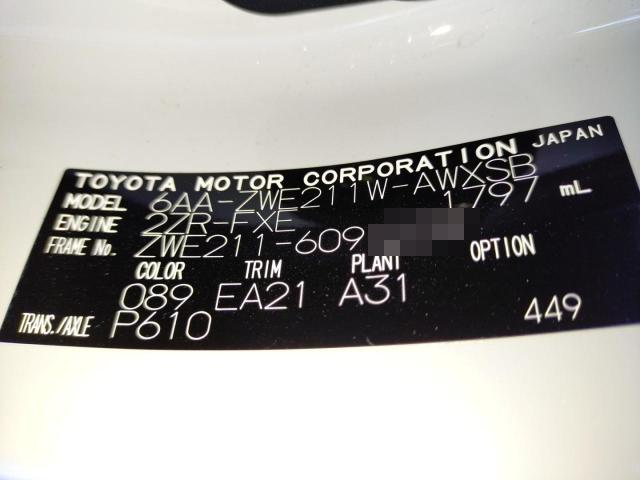 TOYOTA MOTOR CORPORATION JAPAN
MODEL 6AA-ZWE211W-AWXSB
ENGINE 2ZR-FXE 1797 mL
FRAME No. ZWE211-609
COLOR TRIM PLANT OPTION
089 EA21 A31
TRANS./AXLE P610 449